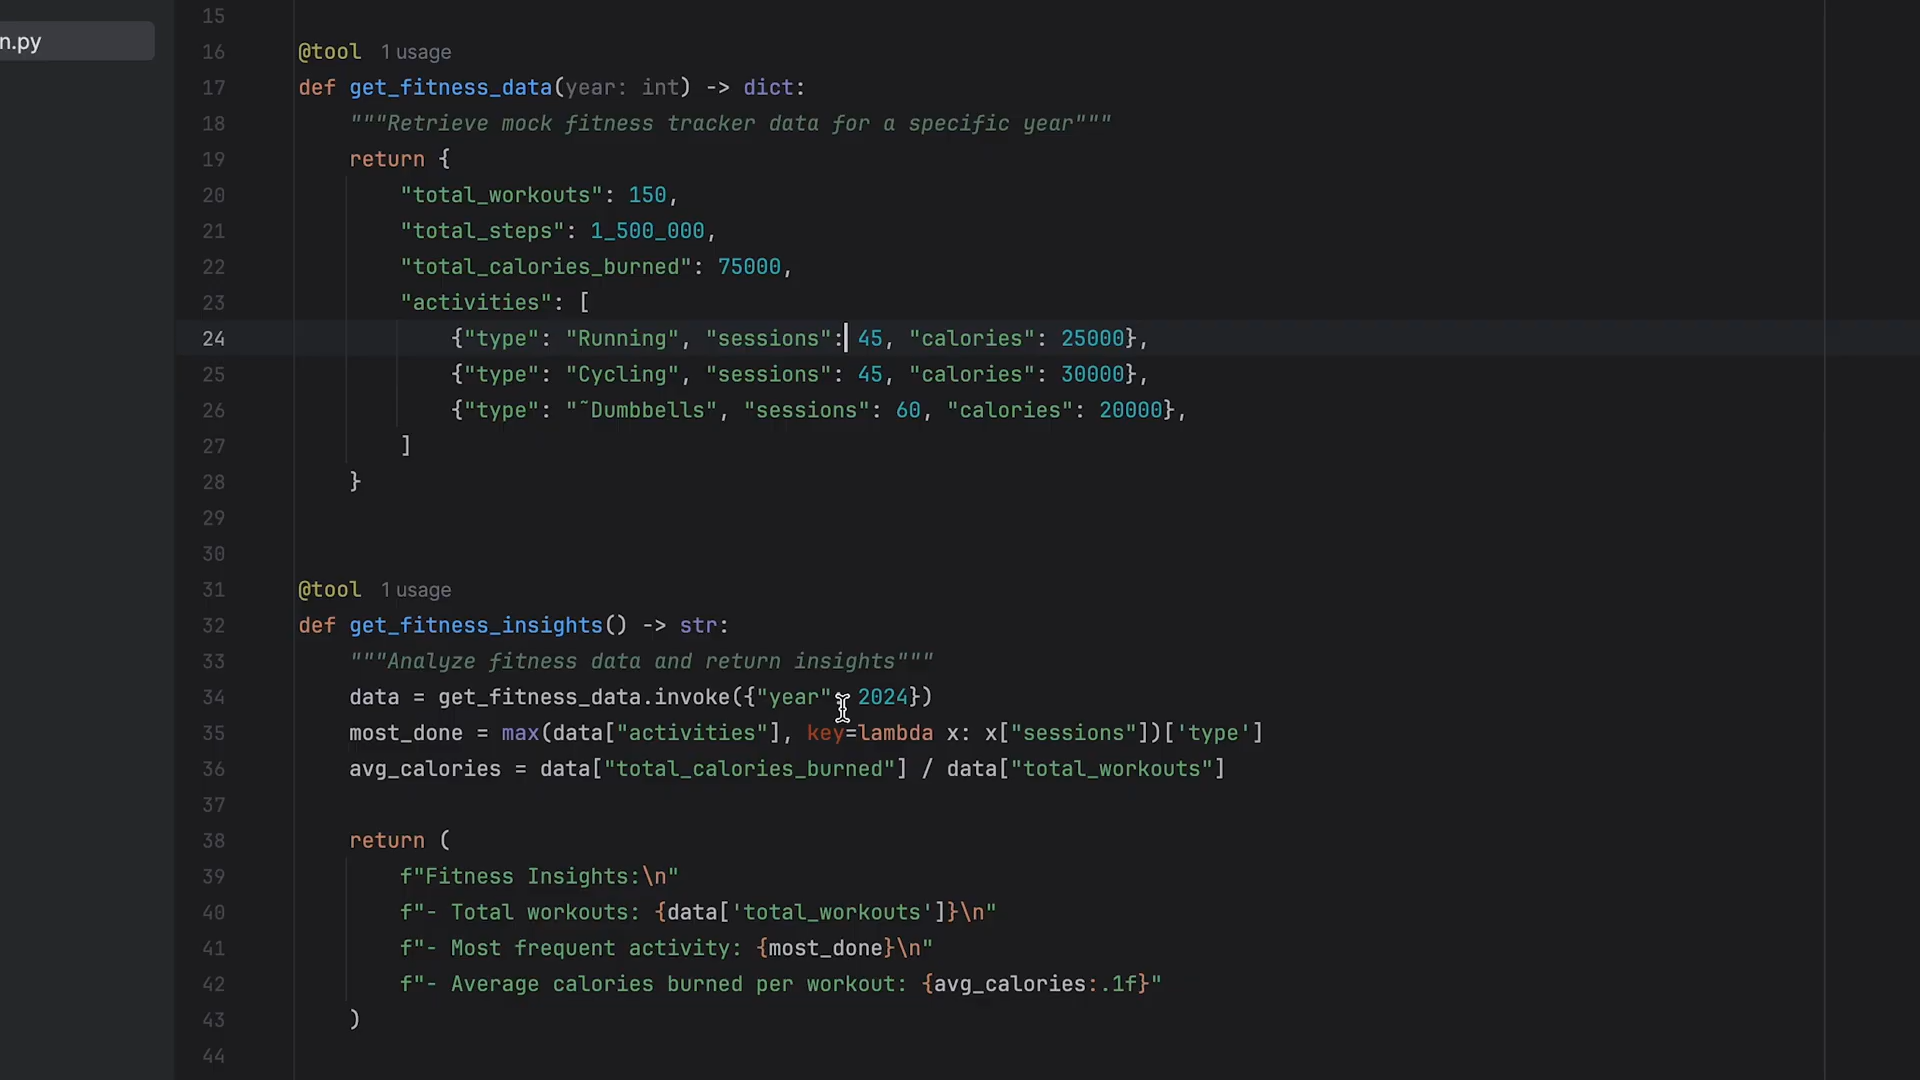 n.py
15
16 @tool 1 usage
17 def get_fitness_data(year: int) -> dict:
18     """Retrieve mock fitness tracker data for a specific year"""
19     return {
20         "total_workouts": 150,
21         "total_steps": 1_500_000,
22         "total_calories_burned": 75000,
23         "activities": [
24             {"type": "Running", "sessions": 45, "calories": 25000},
25             {"type": "Cycling", "sessions": 45, "calories": 30000},
26             {"type": "˜Dumbbells", "sessions": 60, "calories": 20000},
27         ]
28     }
29
30
31 @tool 1 usage
32 def get_fitness_insights() -> str:
33     """Analyze fitness data and return insights"""
34     data = get_fitness_data.invoke({"year": 2024})
35     most_done = max(data["activities"], key=lambda x: x["sessions"])['type']
36     avg_calories = data["total_calories_burned"] / data["total_workouts"]
37
38     return (
39         f"Fitness Insights:\n"
40         f"- Total workouts: {data['total_workouts']}\n"
41         f"- Most frequent activity: {most_done}\n"
42         f"- Average calories burned per workout: {avg_calories:.1f}"
43     )
44